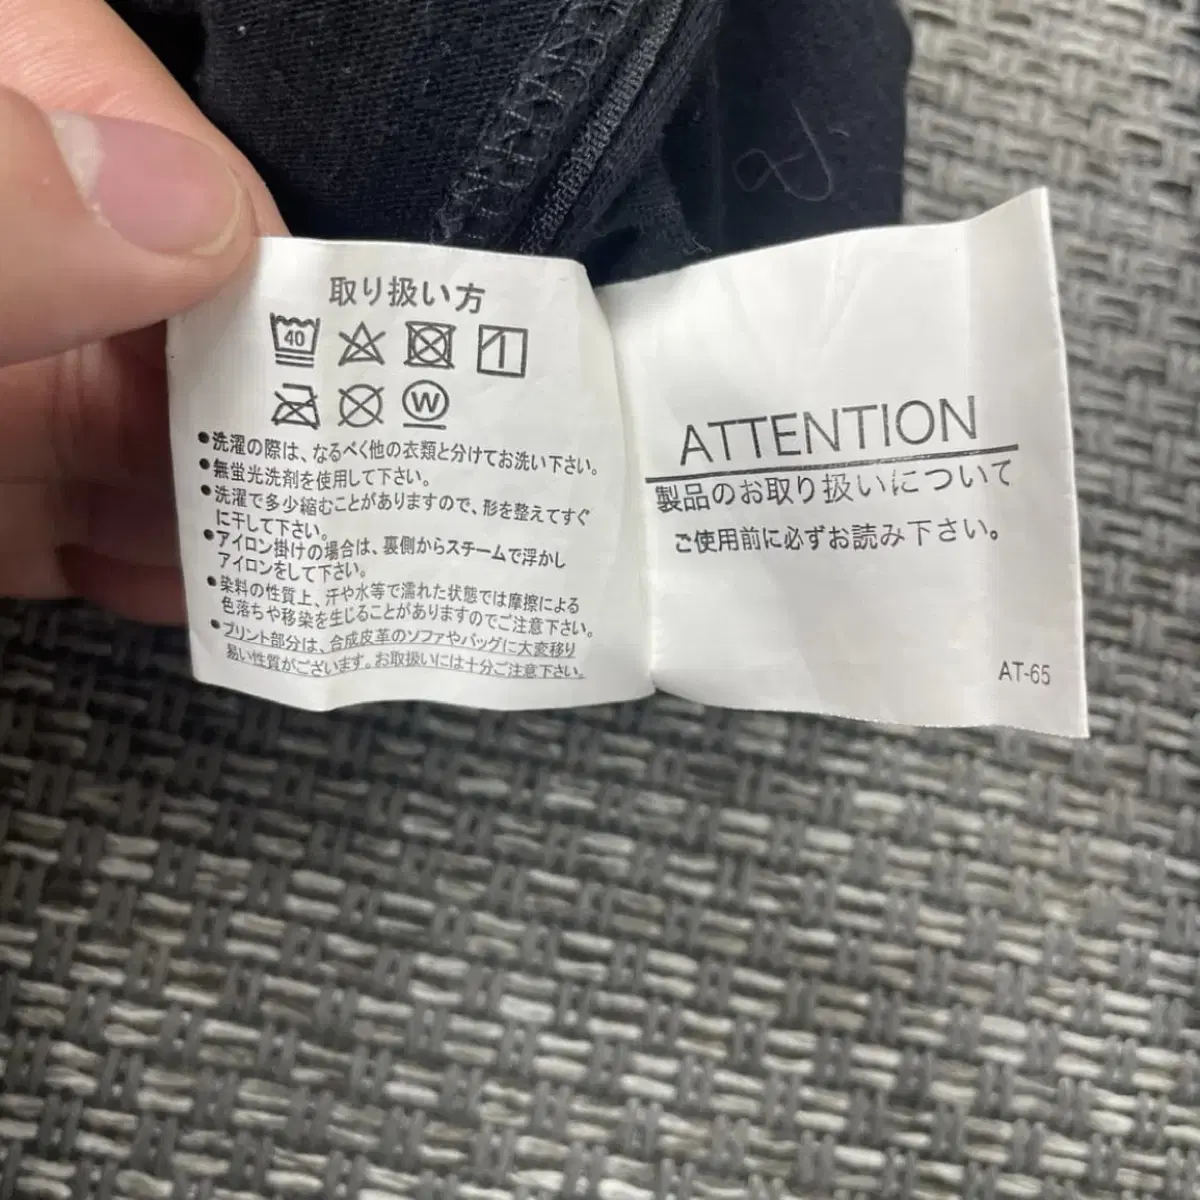 取り扱い方
40
W
●洗濯の際は、なるべく他の衣類と分けてお洗い下さい。
●無蛍光洗剤を使用して下さい。
●洗濯で多少縮むことがありますので、形を整えてすぐ
に干して下さい。
●アイロン掛けの場合は、裏側からスチームで浮かし
アイロンをして下さい。
●染料の性質上、汗や水等で濡れた状態では摩擦による
色落ちや移染を生じることがありますのでご注意下さい。
●プリント部分は、合成皮革のソファやバッグに大変移り
易い性質がございます。お取扱いには十分ご注意下さい。
ATTENTION
製品のお取り扱いについて
ご使用前に必ずお読み下さい。
AT-65